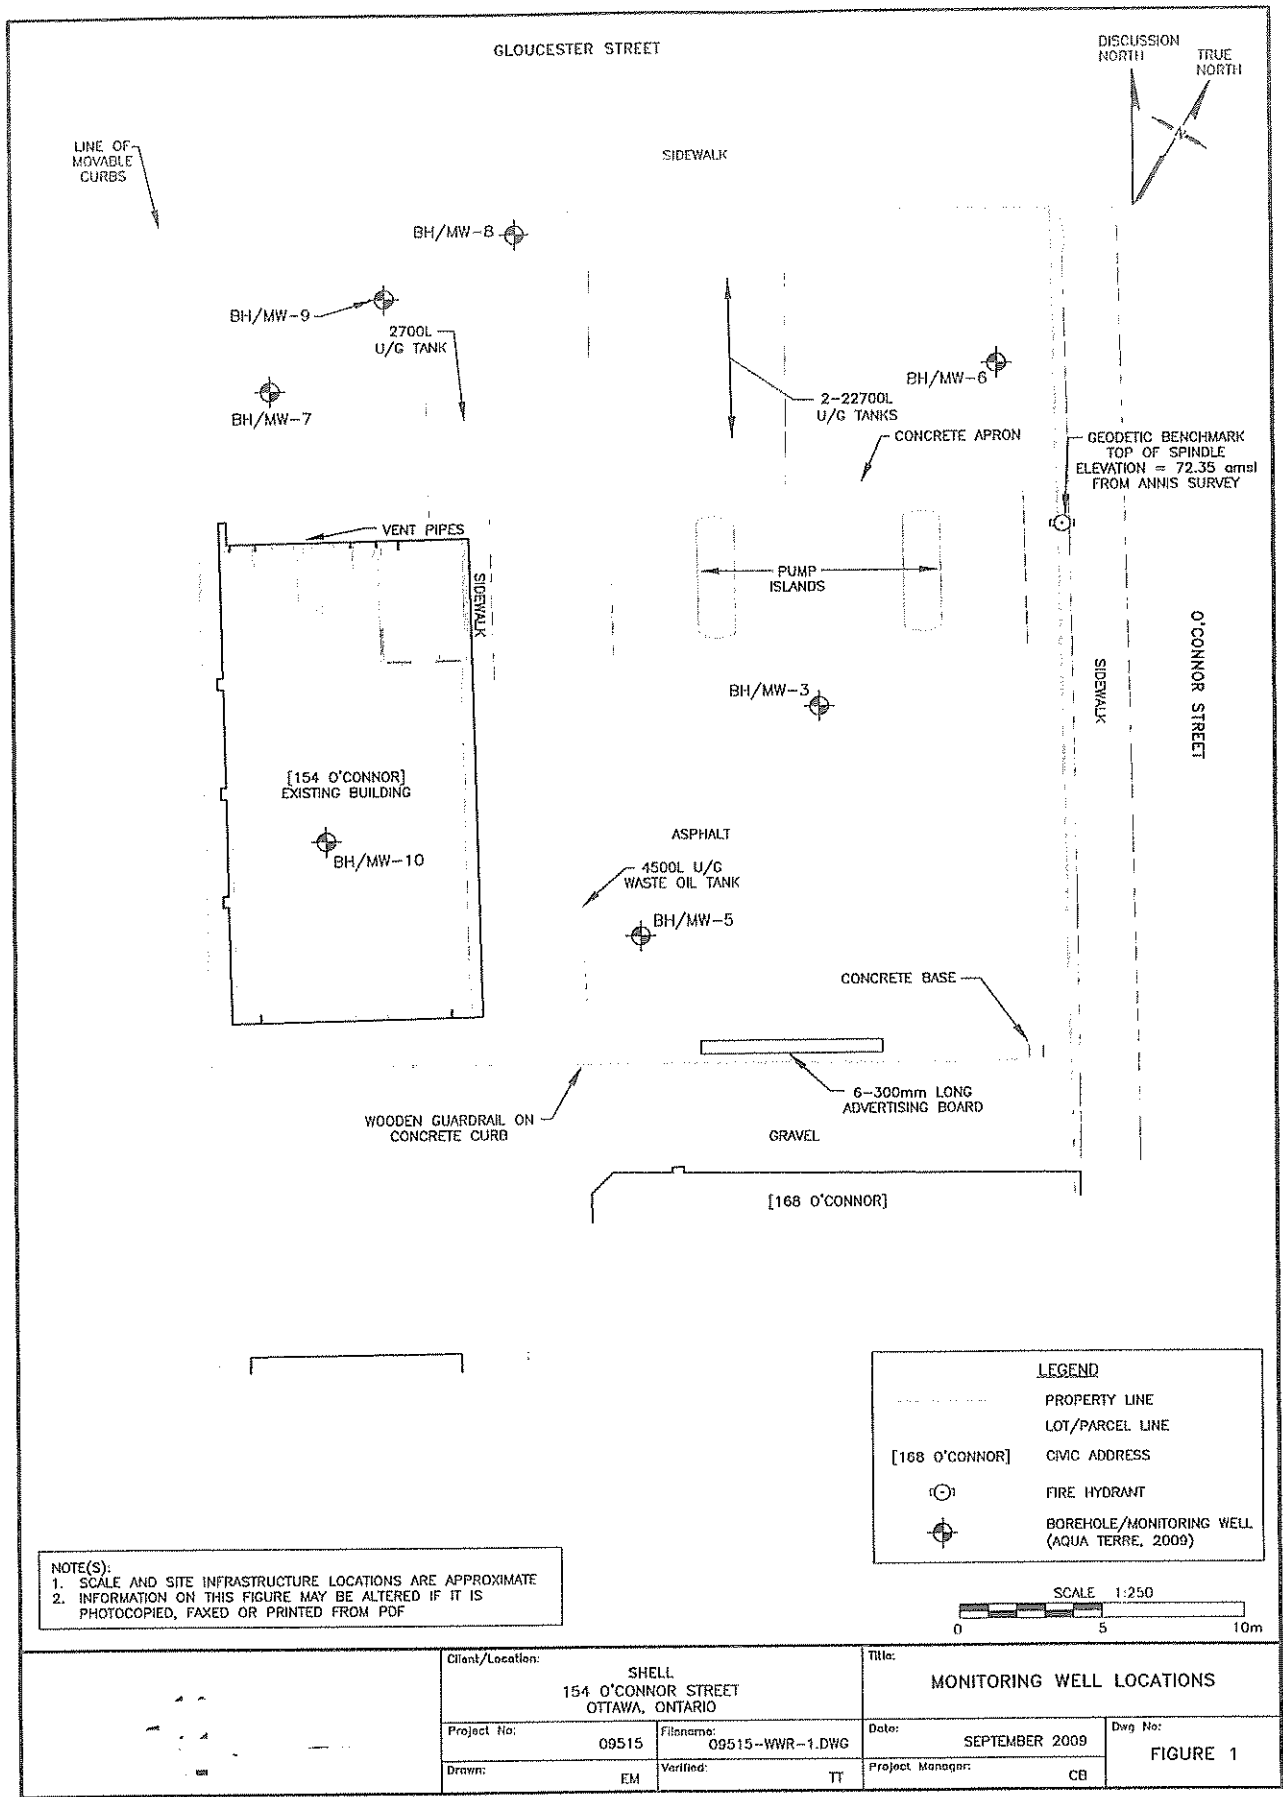 GLOUCESTER STREET
DISCUSSION
NORTH
TRUE
NORTH
N
LINE OF
MOVABLE
CURBS
SIDEWALK
BH/MW-8
BH/MW-9
2700L
U/G TANK
BH/MW-7
BH/MW-6
2-22700L
U/G TANKS
CONCRETE APRON
GEODETIC BENCHMARK
TOP OF SPINDLE
ELEVATION = 72.35 amsl
FROM ANNIS SURVEY
VENT PIPES
SIDEWALK
PUMP
ISLANDS
O'CONNOR STREET
SIDEWALK
BH/MW-3
[154 O'CONNOR]
EXISTING BUILDING
BH/MW-10
ASPHALT
4500L U/G
WASTE OIL TANK
BH/MW-5
CONCRETE BASE
6-300mm LONG
ADVERTISING BOARD
WOODEN GUARDRAIL ON
CONCRETE CURB
GRAVEL
[168 O'CONNOR]
LEGEND
PROPERTY LINE
LOT/PARCEL LINE
[168 O'CONNOR] CIVIC ADDRESS
FIRE HYDRANT
BOREHOLE/MONITORING WELL
(AQUA TERRE, 2009)
NOTE(S):
1. SCALE AND SITE INFRASTRUCTURE LOCATIONS ARE APPROXIMATE
2. INFORMATION ON THIS FIGURE MAY BE ALTERED IF IT IS
PHOTOCOPIED, FAXED OR PRINTED FROM PDF
SCALE 1:250
0 5 10m
Client/Location:
SHELL
154 O'CONNOR STREET
OTTAWA, ONTARIO
Title:
MONITORING WELL LOCATIONS
Project No: 09515
Filename: 09515-WWR-1.DWG
Date: SEPTEMBER 2009
Dwg No:
FIGURE 1
Drawn: EM
Verified: TT
Project Manager: CB